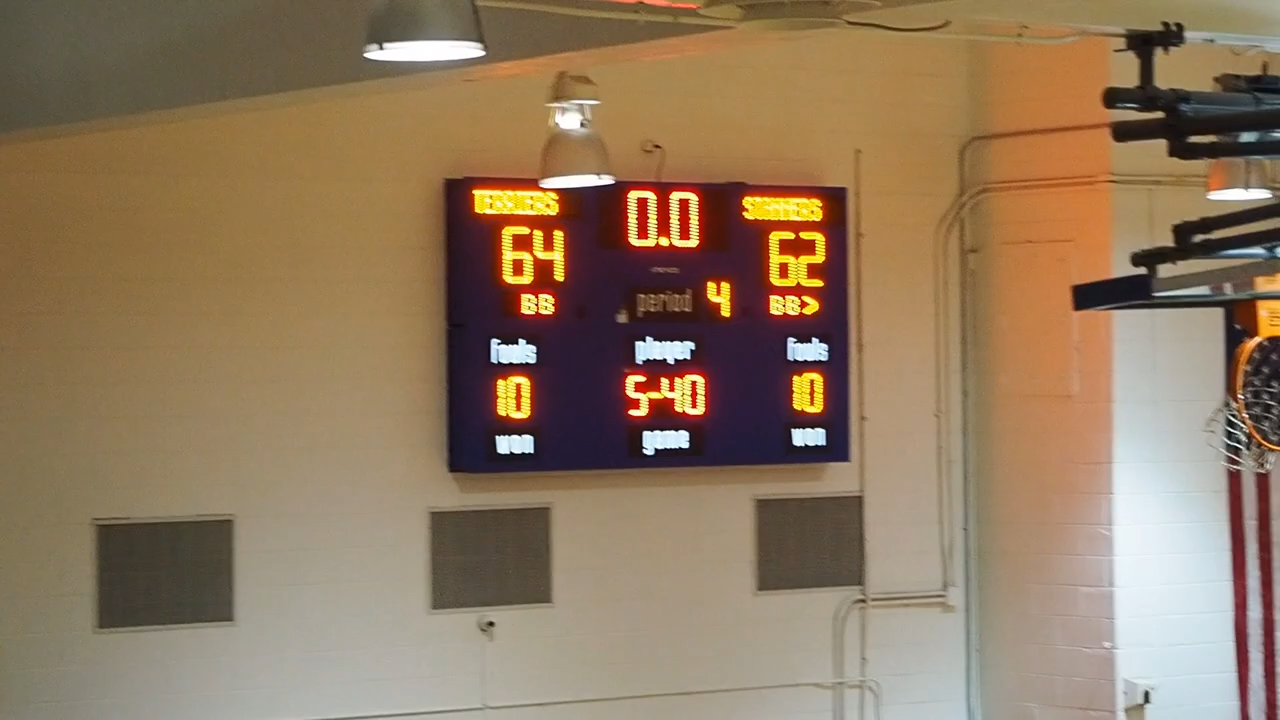 0.0
64 62
BB period 4 BB>
fouls player fouls
10 5-40 10
won game won